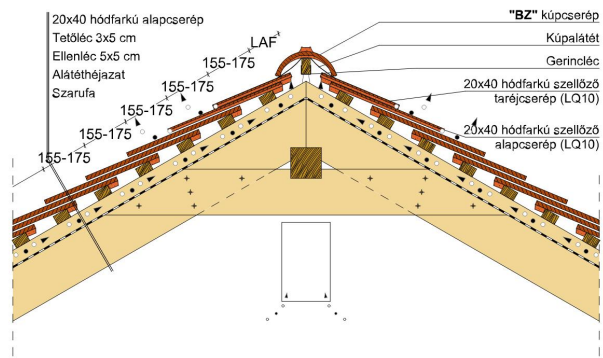 20x40 hódfarkú alapcserép
Tetőléc 3x5 cm
Ellenléc 5x5 cm
Alátéthéjazat
Szarufa
LAF
155-175
155-175
155-175
155-175
155-175
"BZ" kúpcserép
Kúpalátét
Gerincléc
20x40 hódfarkú szellőző
taréjcserép (LQ10)
20x40 hódfarkú szellőző
alapcserép (LQ10)